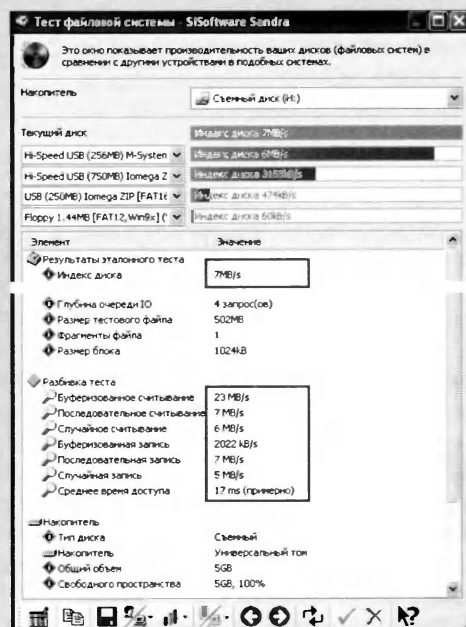 Тест файловой системы - SiSoftware Sandra
Это окно показывает производительность ваших дисков (файловых систем) в
сравнении с другими устройствами в подобных системах.
Накопитель
Съемный диск (H:)
Текущий диск
Индекс диска 7MB/s
Hi-Speed USB (256MB) M-System
Индекс диска 6MB/s
Hi-Speed USB (750MB) Iomega Z
Индекс диска
USB (250MB) Iomega ZIP [FAT16
Индекс диска 474kB/s
Floppy 1.44MB [FAT12, Win9x] (
Индекс диска 60kB/s
Элемент Значение
Результаты эталонного теста
Индекс диска 7MB/s
Глубина очереди IO 4 запрос(ов)
Размер тестового файла 502MB
Фрагменты файла 1
Размер блока 1024kB
Разбивка теста
Буферизованное считывание 23 MB/s
Последовательное считывание 7 MB/s
Случайное считывание 6 MB/s
Буферизованная запись 2022 kB/s
Последовательная запись 7 MB/s
Случайная запись 5 MB/s
Среднее время доступа 17 ms (примерно)
Накопитель
Тип диска Съемный
Накопитель Универсальный том
Общий объем 5GB
Свободного пространства 5GB, 100%